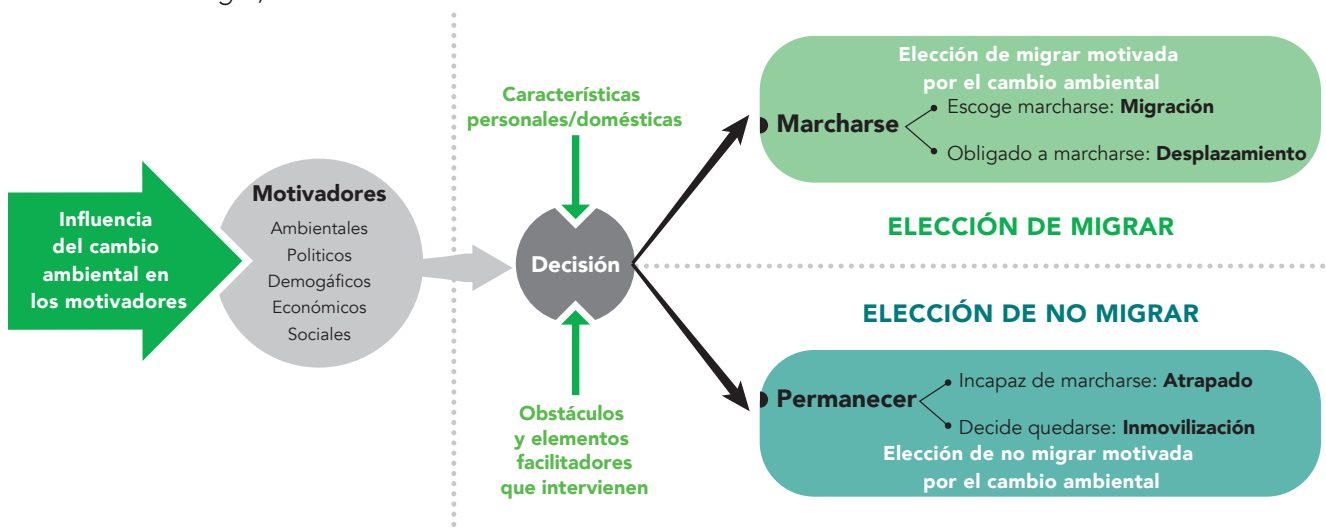 Influencia
del cambio
ambiental en
los motivadores
Motivadores
Ambientales
Politicos
Demogáficos
Económicos
Sociales
Características
personales/domésticas
Decisión
Obstáculos
y elementos
facilitadores
que intervienen
Elección de migrar motivada
por el cambio ambiental
Marcharse
Escoge marcharse: Migración
Obligado a marcharse: Desplazamiento
ELECCIÓN DE MIGRAR
ELECCIÓN DE NO MIGRAR
Permanecer
Incapaz de marcharse: Atrapado
Decide quedarse: Inmovilización
Elección de no migrar motivada
por el cambio ambiental